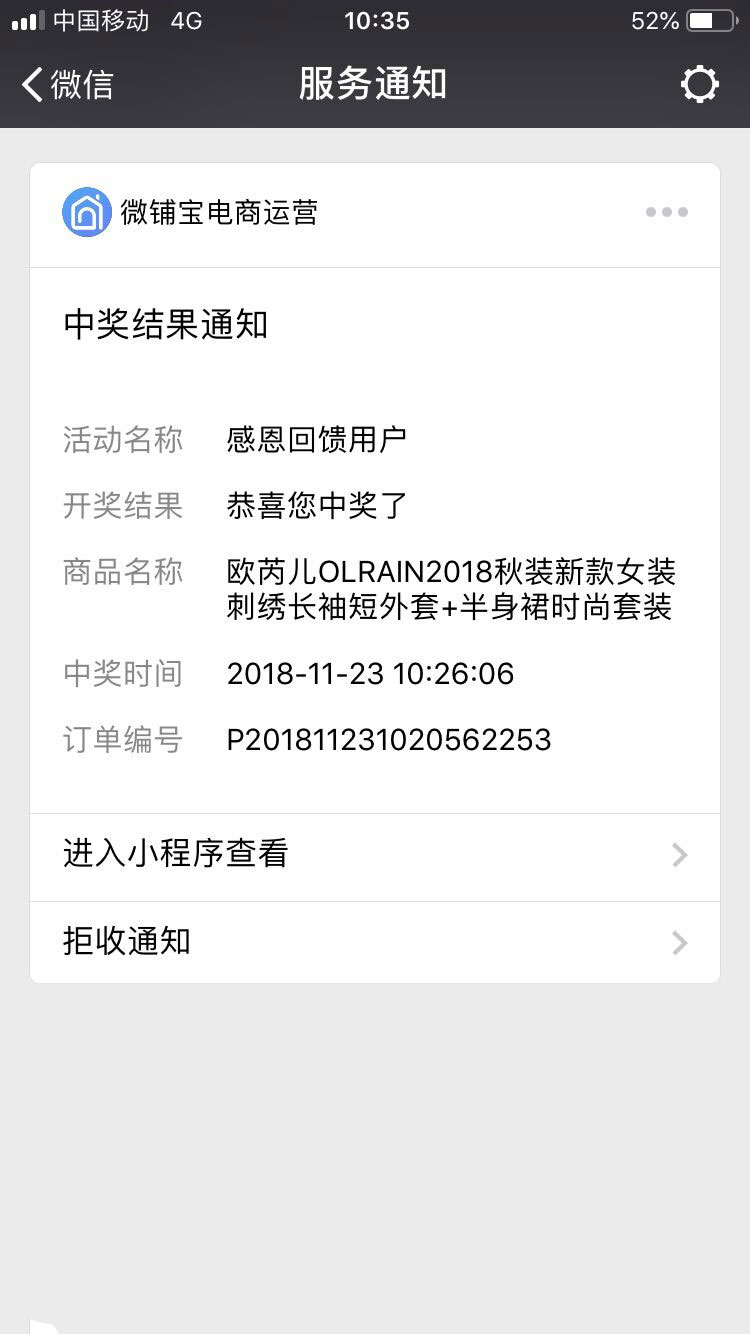 中国移动 4G 10:35 52%
微信 服务通知
微铺宝电商运营
中奖结果通知
活动名称 感恩回馈用户
开奖结果 恭喜您中奖了
商品名称 欧芮儿OLRAIN2018秋装新款女装
刺绣长袖短外套+半身裙时尚套装
中奖时间 2018-11-23 10:26:06
订单编号 P201811231020562253
进入小程序查看
拒收通知